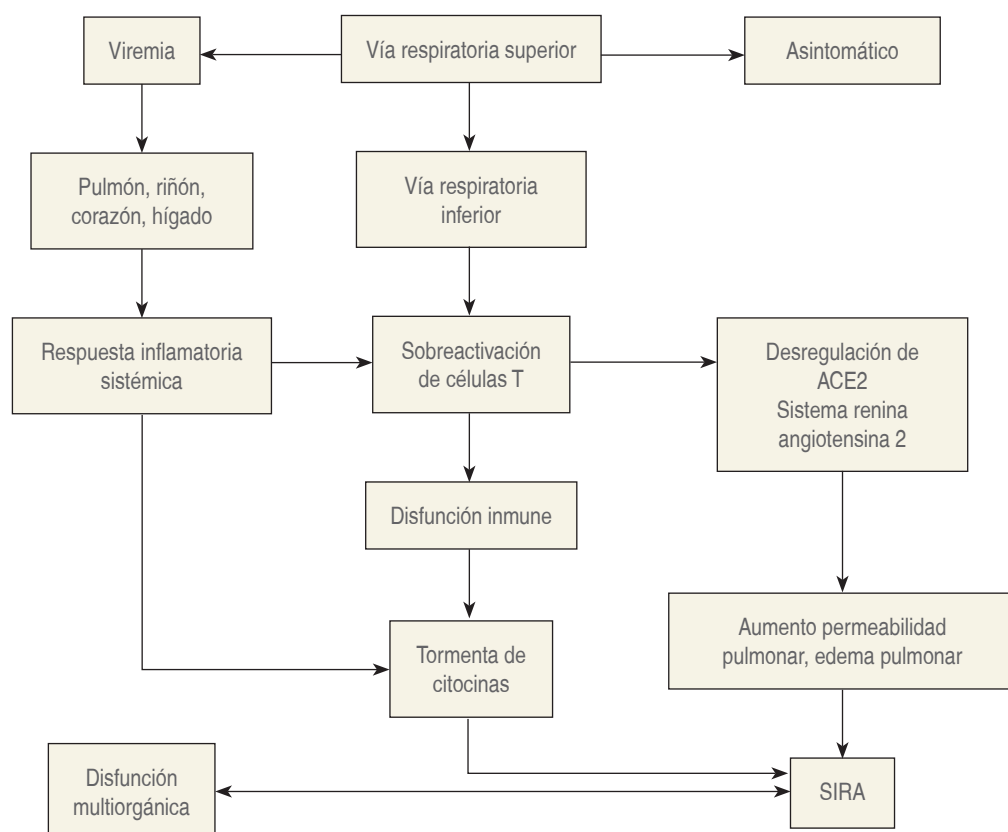 Viremia
Vía respiratoria superior
Asintomático
Pulmón, riñón,
corazón, hígado
Vía respiratoria
inferior
Respuesta inflamatoria
sistémica
Sobreactivación
de células T
Desregulación de
ACE2
Sistema renina
angiotensina 2
Disfunción inmune
Aumento permeabilidad
pulmonar, edema pulmonar
Tormenta de
citocinas
Disfunción
multiorgánica
SIRA